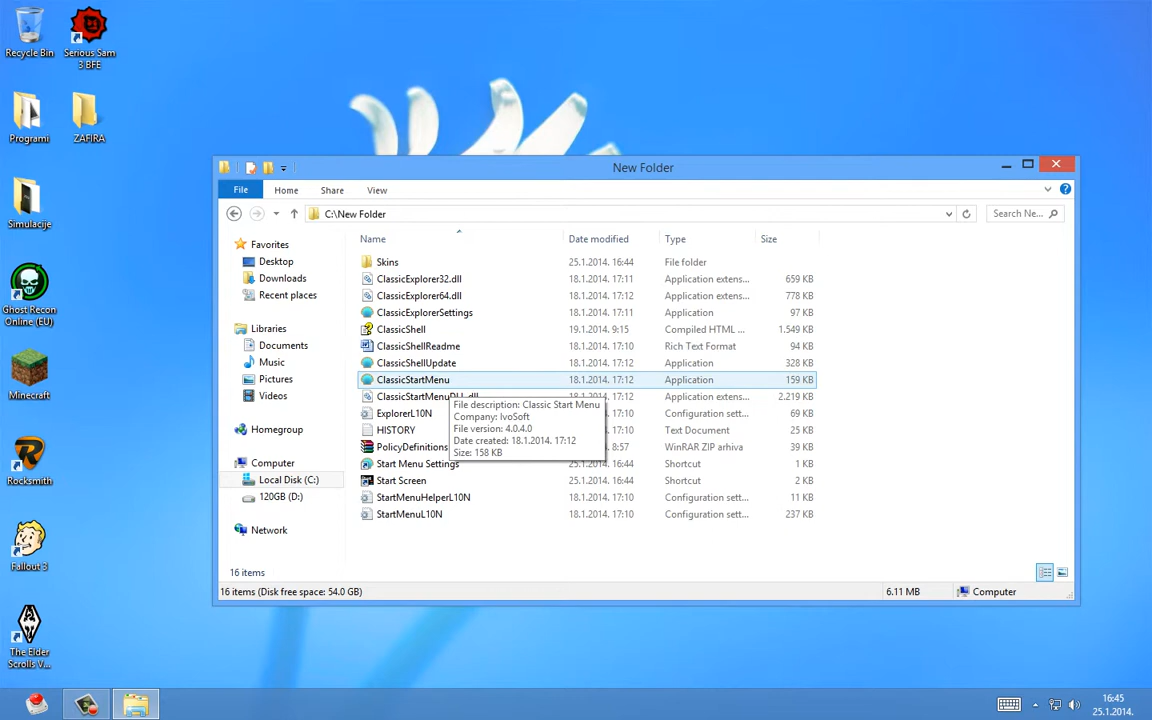 Recycle Bin
Serious Sam
3 BFE
Programi
ZAFIRA
Simulacije
Ghost Recon
Online (EU)
Minecraft
Rocksmith
Fallout 3
The Elder
Scrolls V...
New Folder
File Home Share View
C:\New Folder
Search Ne...
Favorites
Desktop
Downloads
Recent places
Libraries
Documents
Music
Pictures
Videos
Homegroup
Computer
Local Disk (C:)
120GB (D:)
Network
Name Date modified Type Size
Skins 25.1.2014. 16:44 File folder
ClassicExplorer32.dll 18.1.2014. 17:11 Application extens... 659 KB
ClassicExplorer64.dll 18.1.2014. 17:12 Application extens... 778 KB
ClassicExplorerSettings 18.1.2014. 17:11 Application 97 KB
ClassicShell 19.1.2014. 9:15 Compiled HTML ... 1.549 KB
ClassicShellReadme 18.1.2014. 17:10 Rich Text Format 94 KB
ClassicShellUpdate 18.1.2014. 17:12 Application 328 KB
ClassicStartMenu 18.1.2014. 17:12 Application 159 KB
ClassicStartMenuDLL.dll 18.1.2014. 17:12 Application extens... 2.219 KB
ExplorerL10N 18.1.2014. 17:10 Configuration sett... 69 KB
HISTORY 18.1.2014. 17:10 Text Document 25 KB
PolicyDefinitions 8:57 WinRAR ZIP arhiva 39 KB
Start Menu Settings 25.1.2014. 16:44 Shortcut 1 KB
Start Screen 25.1.2014. 16:44 Shortcut 2 KB
StartMenuHelperL10N 18.1.2014. 17:10 Configuration sett... 11 KB
StartMenuL10N 18.1.2014. 17:10 Configuration sett... 237 KB
File description: Classic Start Menu
Company: IvoSoft
File version: 4.0.4.0
Date created: 18.1.2014. 17:12
Size: 158 KB
16 items
16 items (Disk free space: 54.0 GB) 6.11 MB Computer
16:45
25.1.2014.